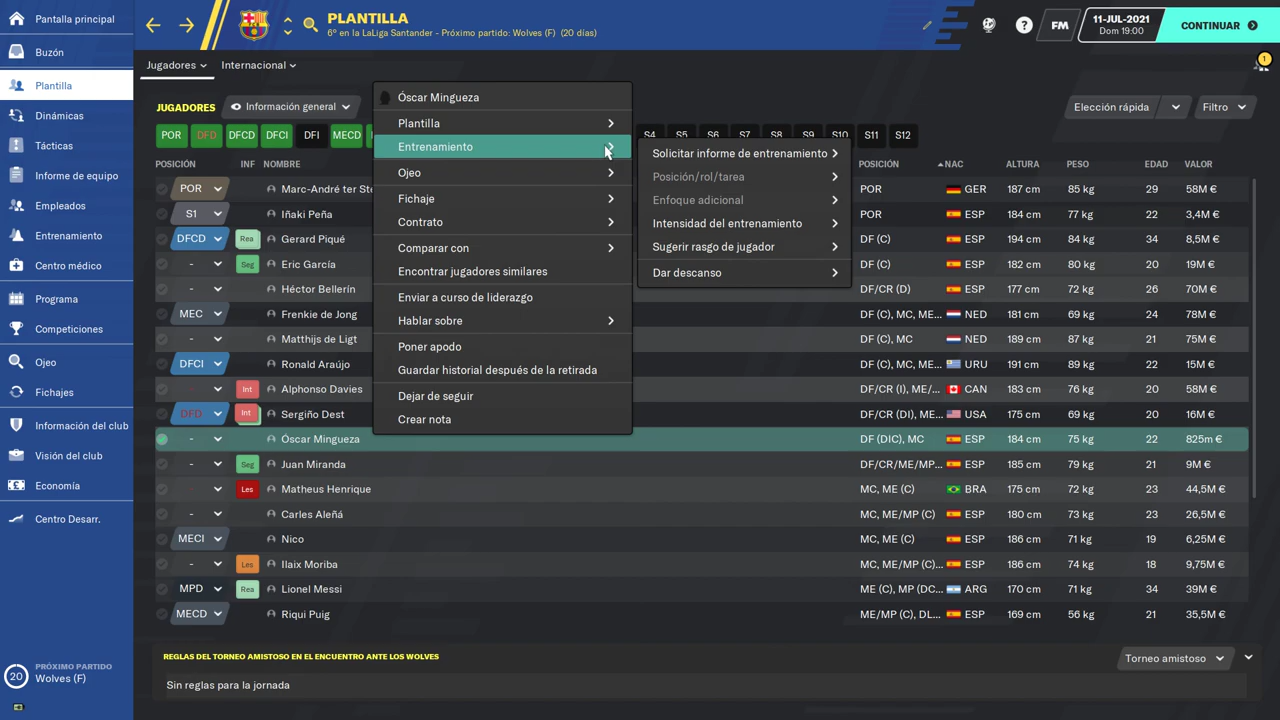 Pantalla principal
Buzón
Plantilla
Dinámicas
Tácticas
Informe de equipo
Empleados
Entrenamiento
Centro médico
Programa
Competiciones
Ojeo
Fichajes
Información del club
Visión del club
Economía
Centro Desarr.
20
PRÓXIMO PARTIDO
Wolves (F)
PLANTILLA
6º en la LaLiga Santander - Próximo partido: Wolves (F) (20 días)
?
FM
11-JUL-2021
Dom 19:00
CONTINUAR
Jugadores
Internacional
1
JUGADORES
Información general
Elección rápida
Filtro
POR DFD DFCD DFCI DFI MECD
S4 S5 S6 S7 S8 S9 S10 S11 S12
POSICIÓN INF NOMBRE POSICIÓN NAC ALTURA PESO EDAD VALOR
POR Marc-André ter Ste POR GER 187 cm 85 kg 29 58M €
S1 Iñaki Peña POR ESP 184 cm 77 kg 22 3,4M €
DFCD Rea Gerard Piqué DF (C) ESP 194 cm 84 kg 34 8,5M €
- Seg Eric García DF (C) ESP 182 cm 80 kg 20 19M €
- Héctor Bellerín DF/CR (D) ESP 177 cm 72 kg 26 70M €
MEC Frenkie de Jong DF (C), MC, ME... NED 181 kg 69 kg 24 78M €
- Matthijs de Ligt DF (C), MC NED 189 cm 87 kg 21 75M €
DFCI Ronald Araújo DF (C), MC, ME... URU 191 cm 89 kg 22 15M €
Int Alphonso Davies DF/CR (I), ME/... CAN 183 cm 76 kg 20 58M €
DFD Int Sergiño Dest DF/CR (DI), ME... USA 175 cm 69 kg 20 16M €
- Óscar Mingueza DF (DIC), MC ESP 184 cm 75 kg 22 825m €
- Seg Juan Miranda DF/CR/ME/MP... ESP 185 cm 79 kg 21 9M €
Les Matheus Henrique MC, ME (C) BRA 175 cm 72 kg 23 44,5M €
- Carles Aleñá MC, ME/MP (C) ESP 180 cm 73 kg 23 26,5M €
MECI Nico MC, ME (C) ESP 186 cm 71 kg 19 6,25M €
- Les Ilaix Moriba MC, ME/MP (C) ESP 186 cm 74 kg 18 9,75M €
MPD Rea Lionel Messi ME (C), MP (DC... ARG 170 cm 71 kg 34 39M €
MECD Riqui Puig ME/MP (C), DL... ESP 169 cm 56 kg 21 35,5M €
Óscar Mingueza
Plantilla
Entrenamiento
Ojeo
Fichaje
Contrato
Comparar con
Encontrar jugadores similares
Enviar a curso de liderazgo
Hablar sobre
Poner apodo
Guardar historial después de la retirada
Dejar de seguir
Crear nota
Solicitar informe de entrenamiento
Posición/rol/tarea
Enfoque adicional
Intensidad del entrenamiento
Sugerir rasgo de jugador
Dar descanso
REGLAS DEL TORNEO AMISTOSO EN EL ENCUENTRO ANTE LOS WOLVES
Torneo amistoso
Sin reglas para la jornada